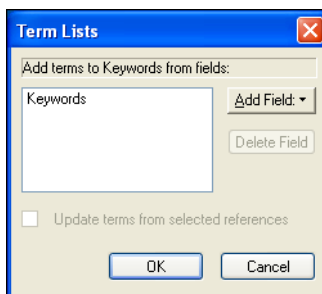 Term Lists
Add terms to Keywords from fields:
Keywords
Add Field:
Delete Field
Update terms from selected references
OK
Cancel